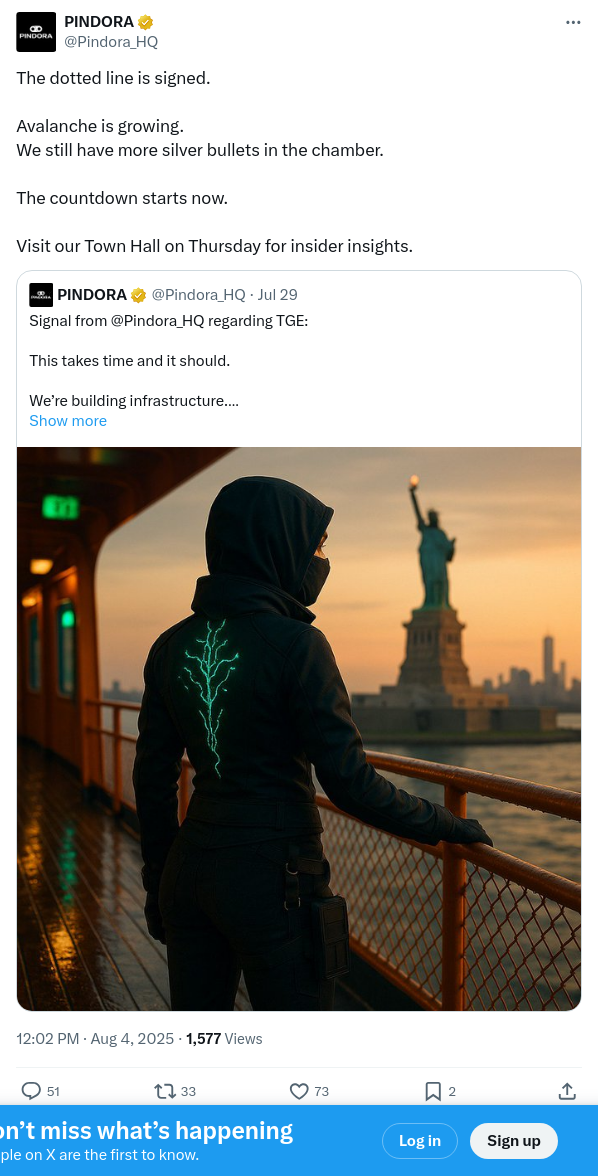 PINDORA
@Pindora_HQ
The dotted line is signed.
Avalanche is growing.
We still have more silver bullets in the chamber.
The countdown starts now.
Visit our Town Hall on Thursday for insider insights.
PINDORA @Pindora_HQ · Jul 29
Signal from @Pindora_HQ regarding TGE:
This takes time and it should.
We’re building infrastructure....
Show more
12:02 PM · Aug 4, 2025 · 1,577 Views
51 33 73 2
on’t miss what’s happening
ple on X are the first to know.
Log in
Sign up